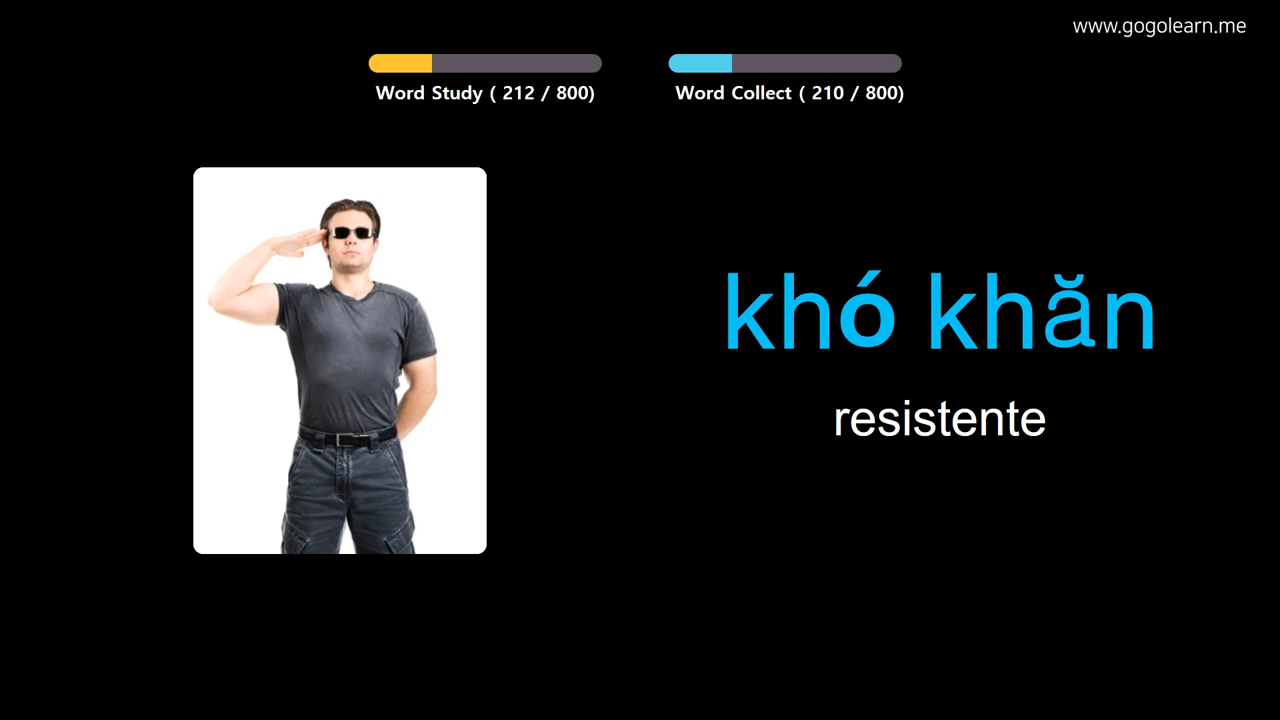 www.gogolearn.me
Word Study ( 212 / 800)
Word Collect ( 210 / 800)
khó khăn
resistente